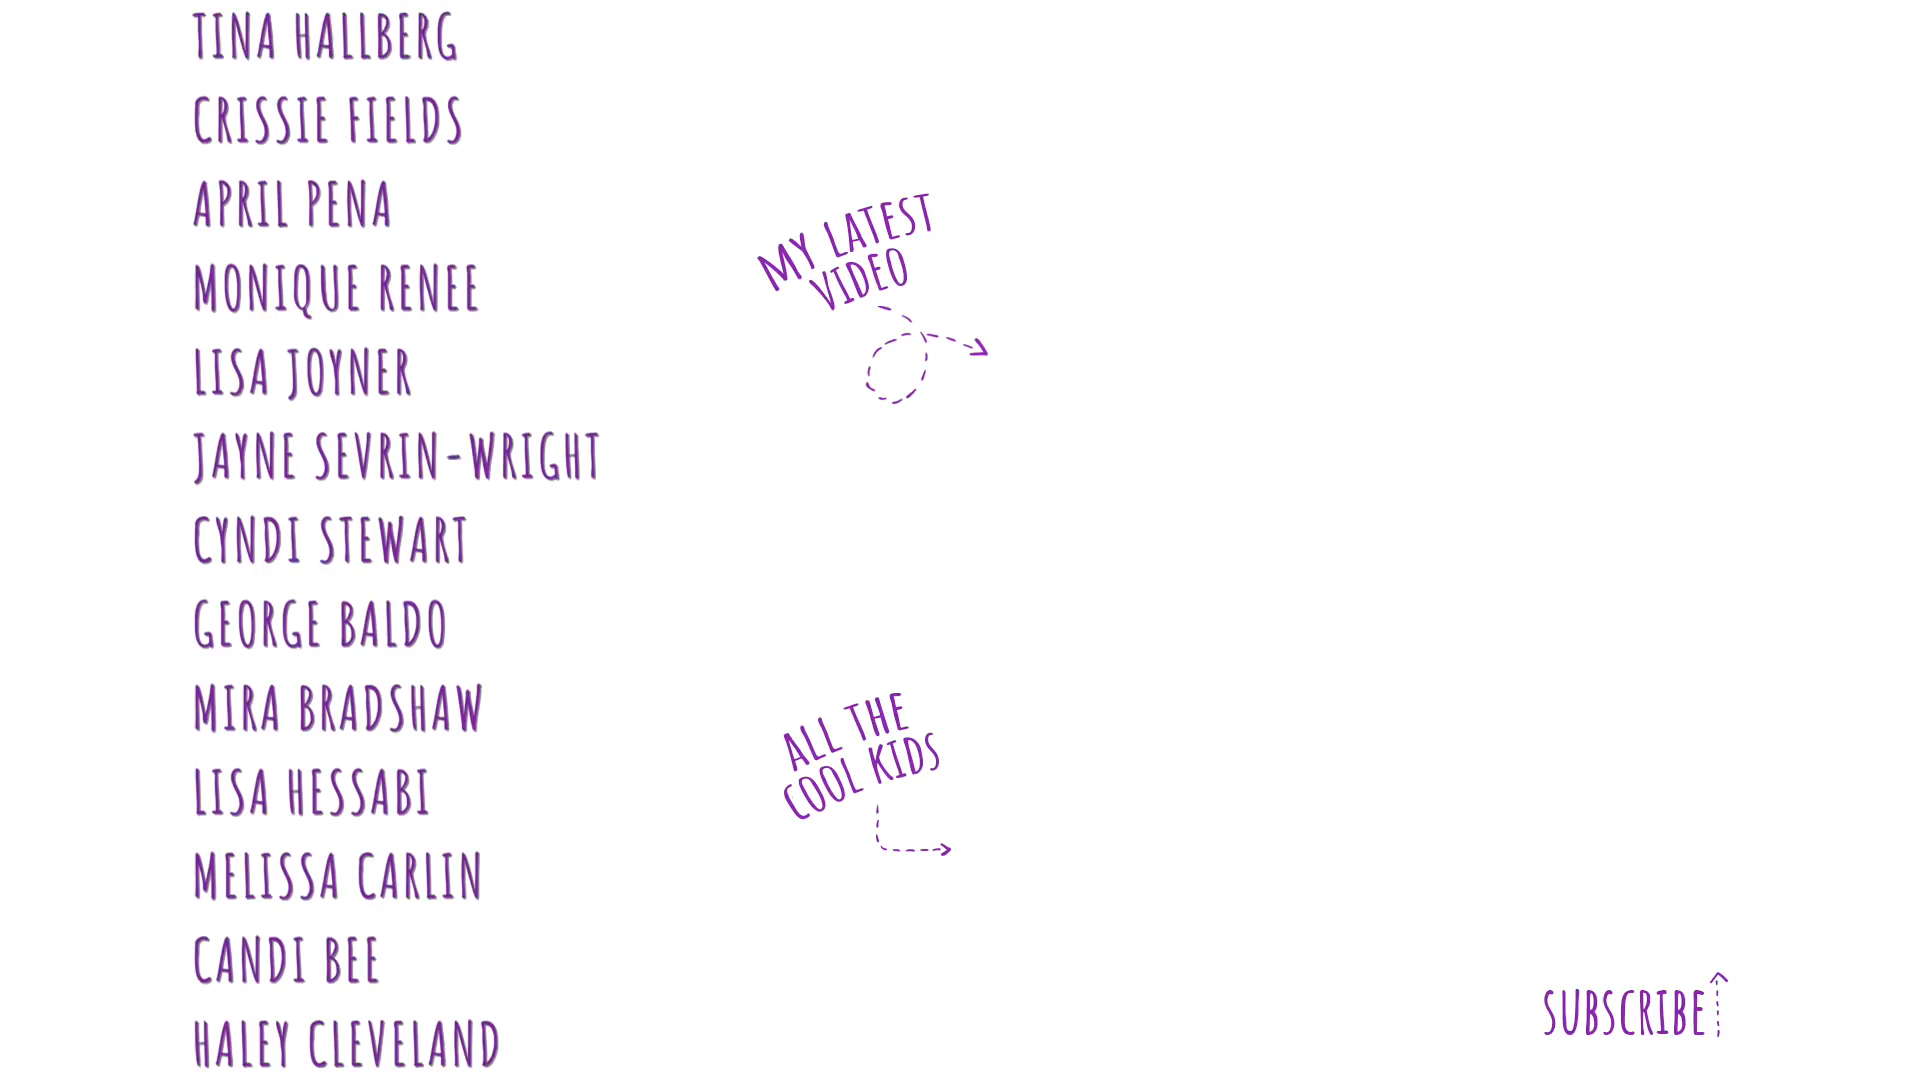 TINA HALLBERG
CRISSIE FIELDS
APRIL PENA
MONIQUE RENEE
LISA JOYNER
JAYNE SEVRIN-WRIGHT
CYNDI STEWART
GEORGE BALDO
MIRA BRADSHAW
LISA HESSABI
MELISSA CARLIN
CANDI BEE
HALEY CLEVELAND
MY LATEST
VIDEO
ALL THE
COOL KIDS
SUBSCRIBE